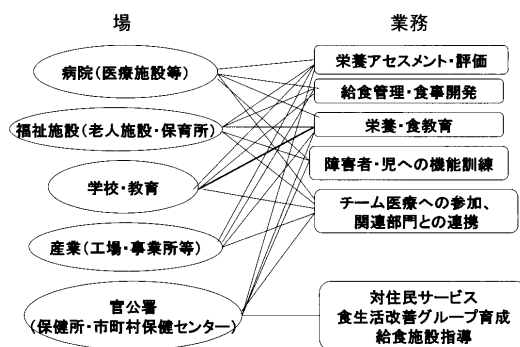 場
業務
病院(医療施設等)
福祉施設(老人施設・保育所)
学校・教育
産業(工場・事業所等)
官公署
(保健所・市町村保健センター)
栄養アセスメント・評価
給食管理・食事開発
栄養・食教育
障害者・児への機能訓練
チーム医療への参加、
関連部門との連携
対住民サービス
食生活改善グループ育成
給食施設指導